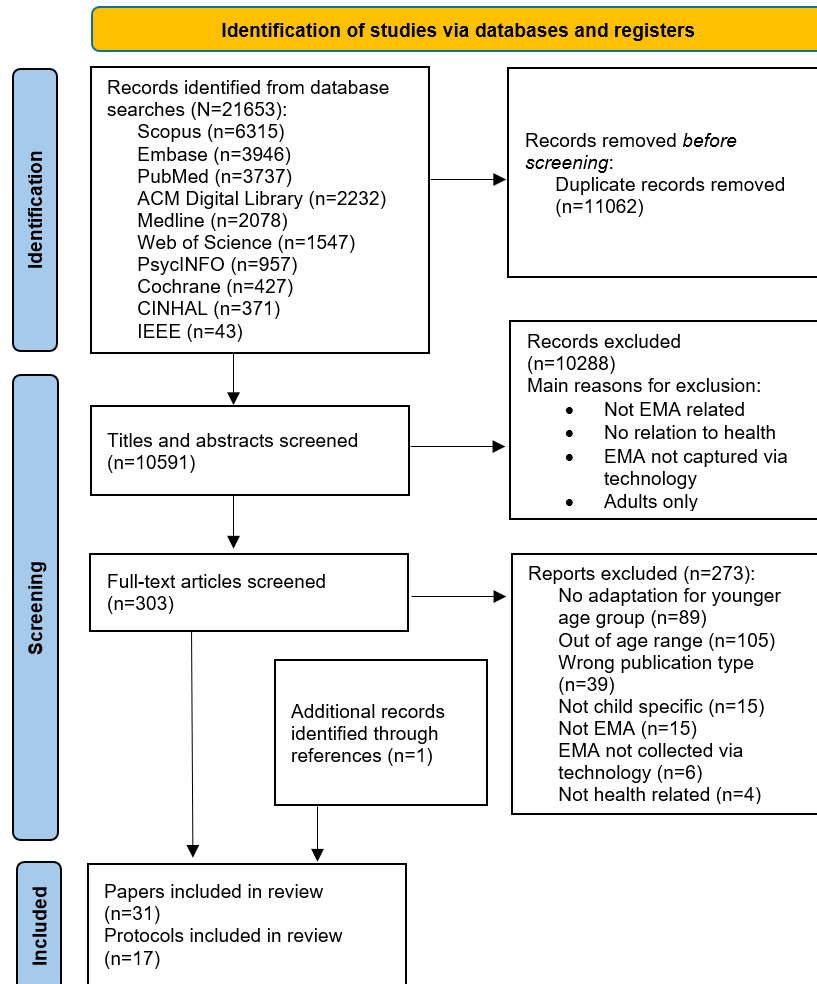 Identification of studies via databases and registers
Identification
Records identified from database
searches (N=21653):
Scopus (n=6315)
Embase (n=3946)
PubMed (n=3737)
ACM Digital Library (n=2232)
Medline (n=2078)
Web of Science (n=1547)
PsycINFO (n=957)
Cochrane (n=427)
CINHAL (n=371)
IEEE (n=43)
Records removed before
screening:
Duplicate records removed
(n=11062)
Screening
Titles and abstracts screened
(n=10591)
Records excluded
(n=10288)
Main reasons for exclusion:
• Not EMA related
• No relation to health
• EMA not captured via
technology
• Adults only
Full-text articles screened
(n=303)
Reports excluded (n=273):
No adaptation for younger
age group (n=89)
Out of age range (n=105)
Wrong publication type
(n=39)
Not child specific (n=15)
Not EMA (n=15)
EMA not collected via
technology (n=6)
Not health related (n=4)
Additional records
identified through
references (n=1)
Included
Papers included in review
(n=31)
Protocols included in review
(n=17)